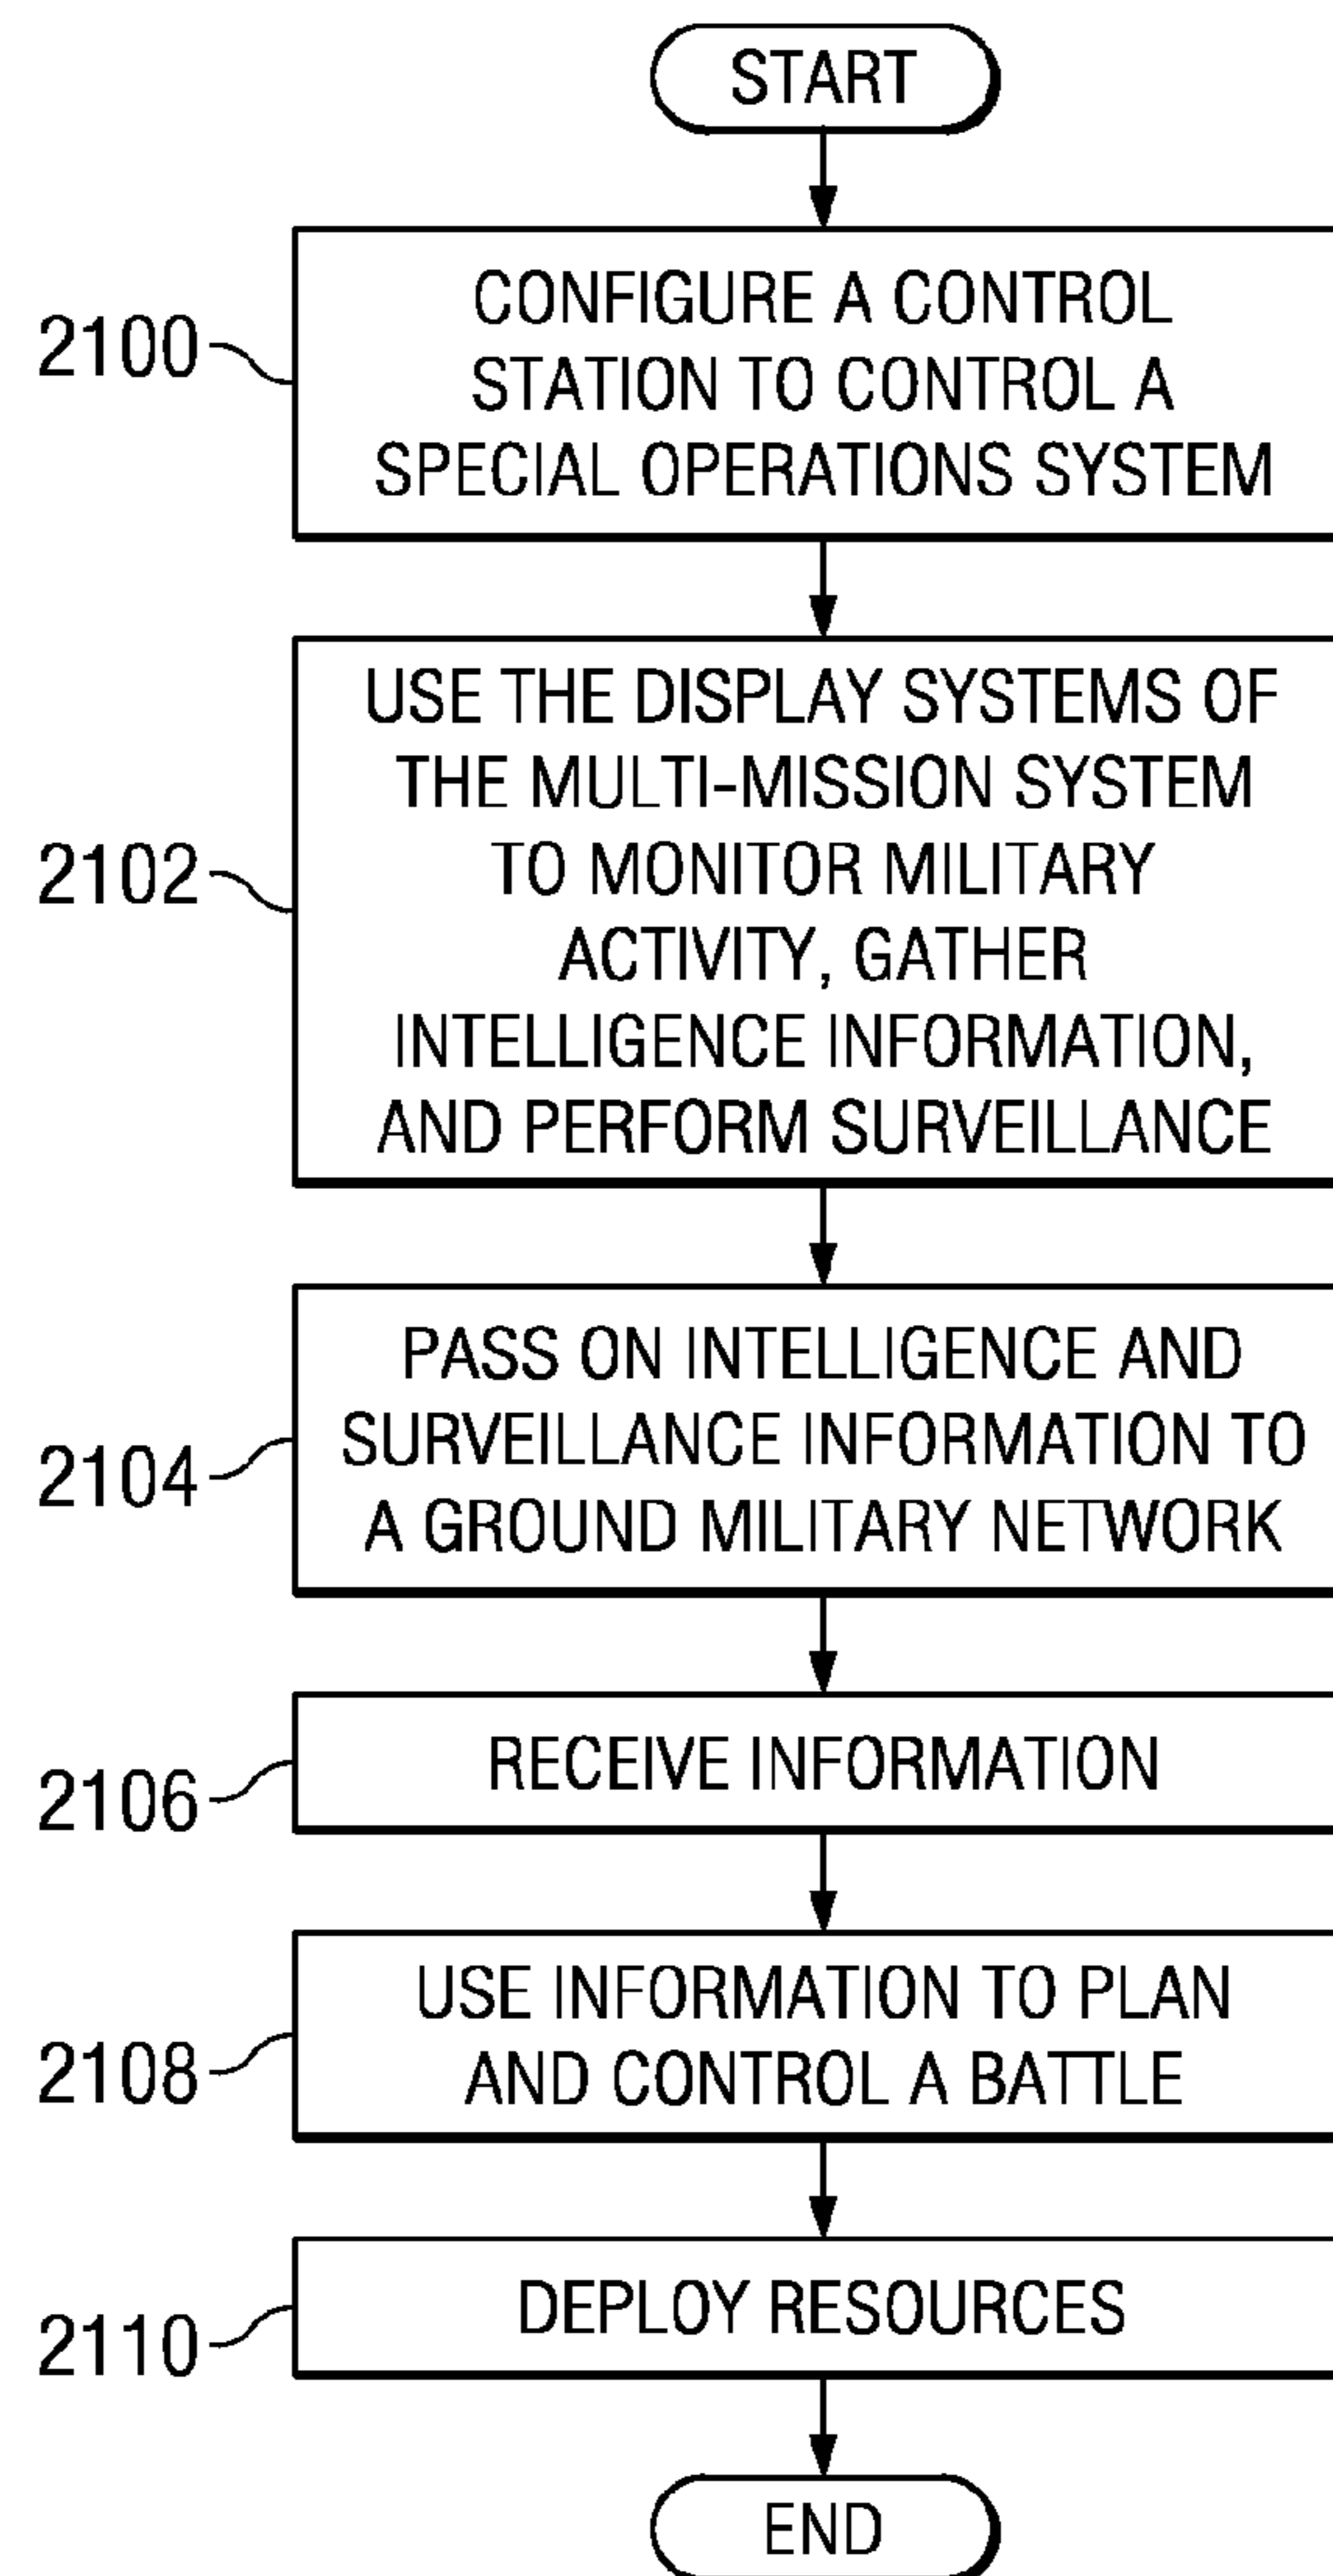 START
2100
CONFIGURE A CONTROL
STATION TO CONTROL A
SPECIAL OPERATIONS SYSTEM
2102
USE THE DISPLAY SYSTEMS OF
THE MULTI-MISSION SYSTEM
TO MONITOR MILITARY
ACTIVITY, GATHER
INTELLIGENCE INFORMATION,
AND PERFORM SURVEILLANCE
2104
PASS ON INTELLIGENCE AND
SURVEILLANCE INFORMATION TO
A GROUND MILITARY NETWORK
2106
RECEIVE INFORMATION
2108
USE INFORMATION TO PLAN
AND CONTROL A BATTLE
2110
DEPLOY RESOURCES
END